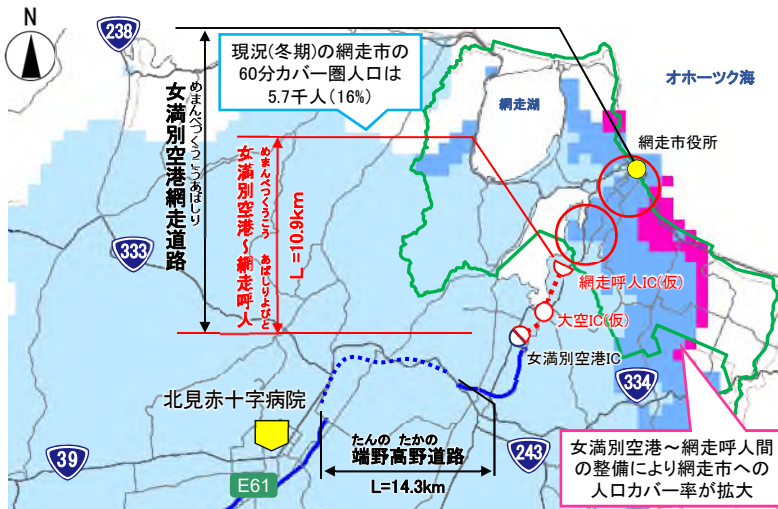 N
238
現況(冬期)の網走市の
60分カバー圏人口は
5.7千人(16%)
オホーツク海
網走湖
網走市役所
めまんべつくうこうあばしり
女満別空港網走道路
めまんべつくうこう あばしりよびと
女満別空港～網走呼人
L=10.9km
333
網走呼人IC(仮)
大空IC(仮)
女満別空港IC
334
北見赤十字病院
たんの たかの
端野高野道路
L=14.3km
39
E61
243
女満別空港～網走呼人間
の整備により網走市への
人口カバー率が拡大